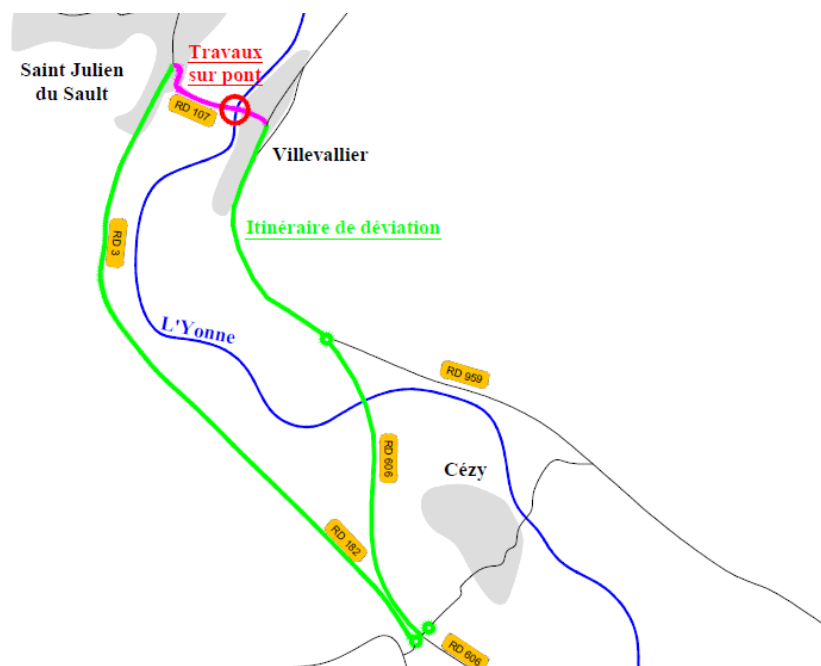 Saint Julien
du Sault
Travaux
sur pont
RD 107
Villevallier
Itinéraire de déviation
RD 3
L'Yonne
RD 959
RD 606
Cézy
RD 182
RD 606